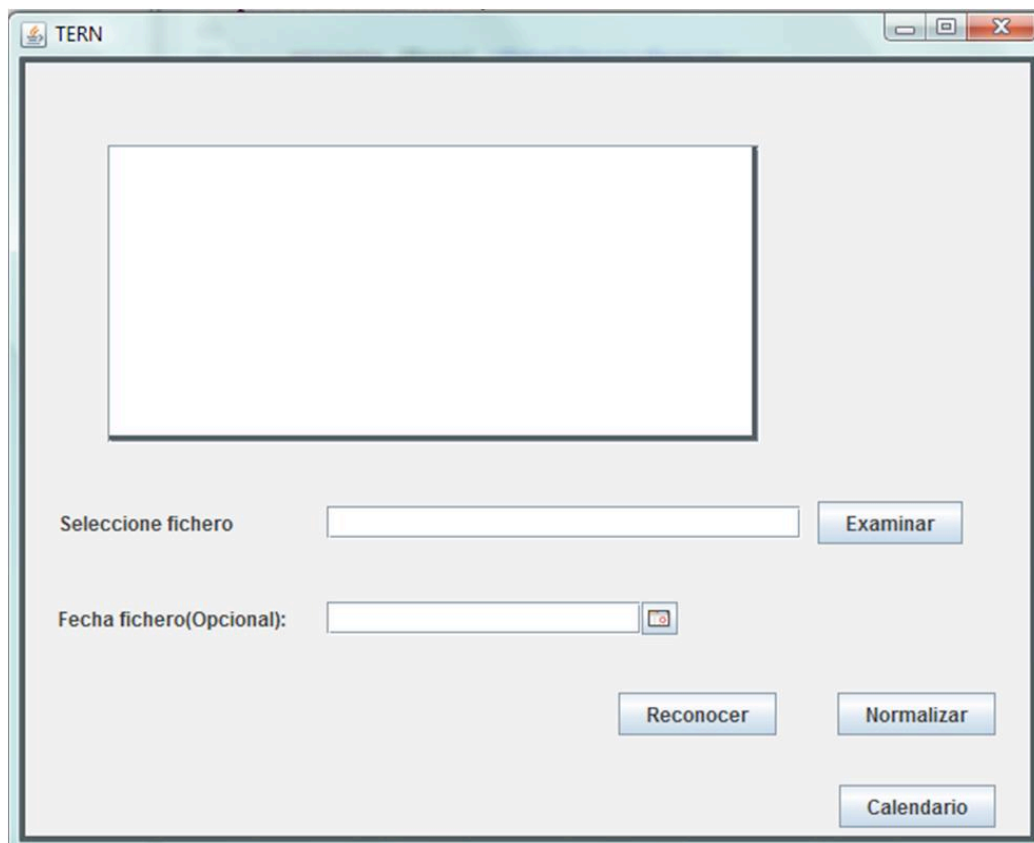 TERN
Seleccione fichero
Examinar
Fecha fichero(Opcional):
Reconocer
Normalizar
Calendario